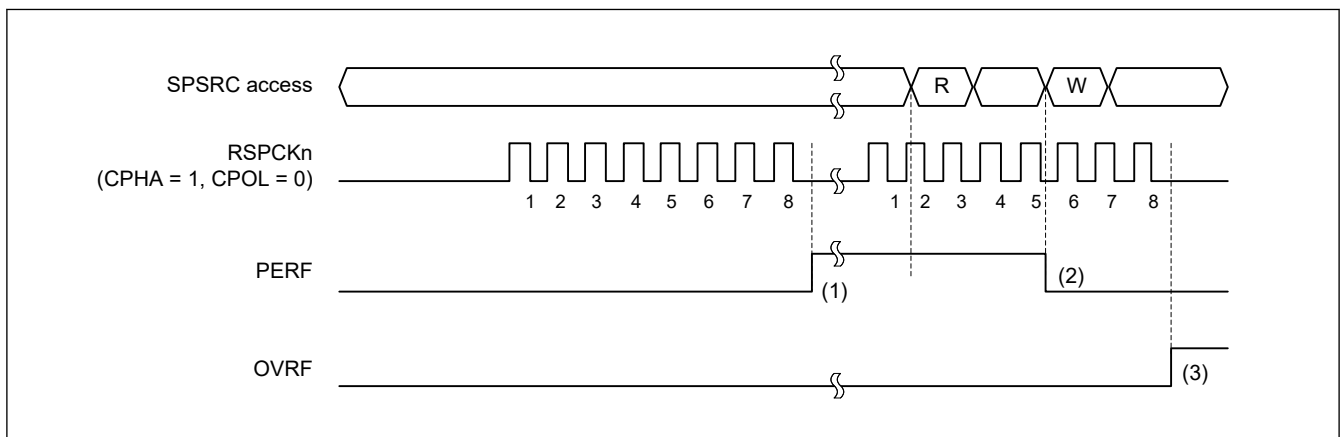 SPSRC access
R
W
RSPCKn
(CPHA = 1, CPOL = 0)
1 2 3 4 5 6 7 8
1 2 3 4 5 6 7 8
PERF
(1)
(2)
OVRF
(3)